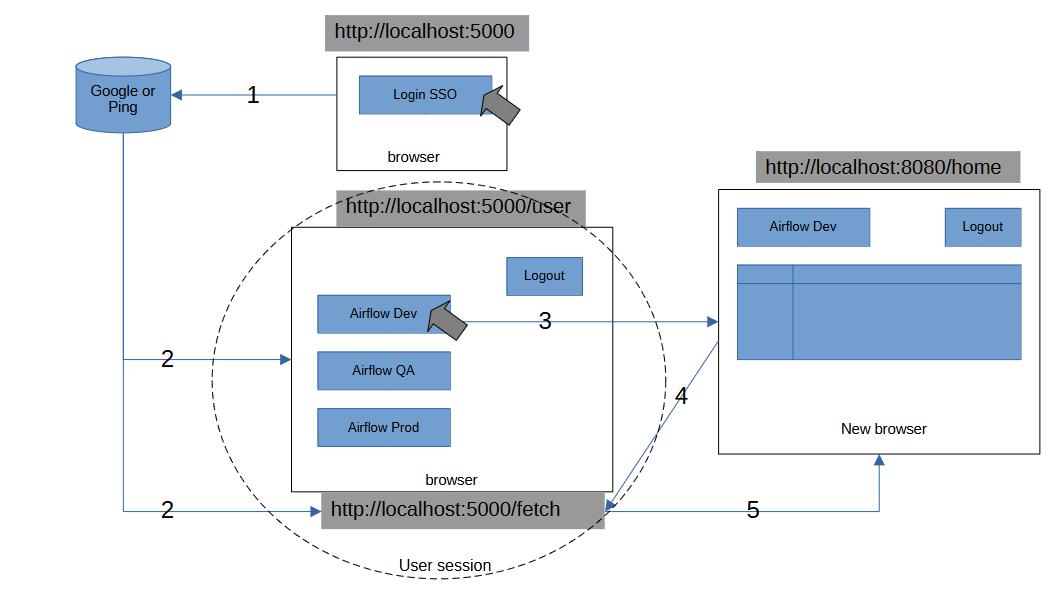 http://localhost:5000
Google or
Ping
1
Login SSO
browser
http://localhost:8080/home
http://localhost:5000/user
Airflow Dev
Logout
Logout
Airflow Dev
3
2
Airflow QA
4
Airflow Prod
New browser
browser
2
http://localhost:5000/fetch
5
User session